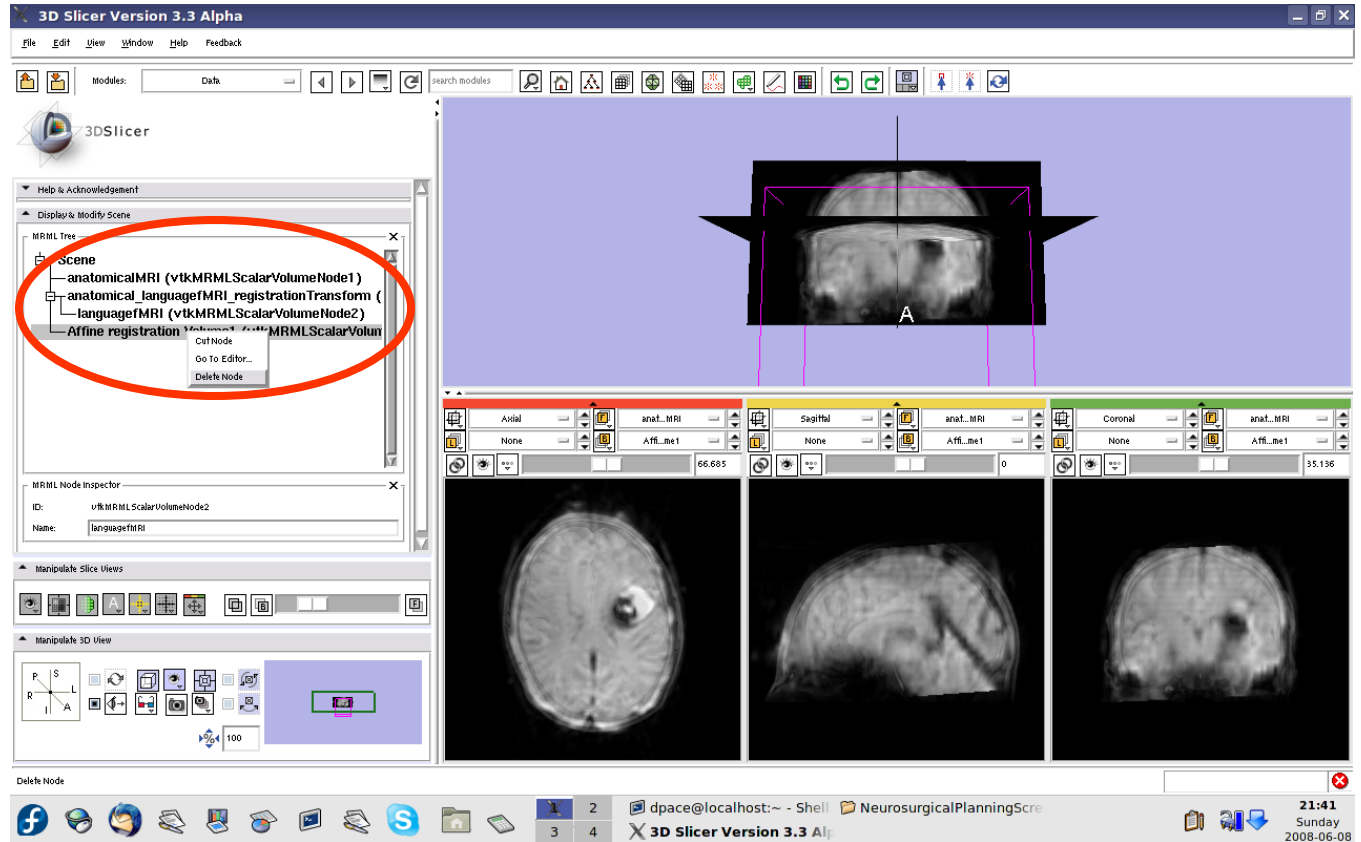 3D Slicer Version 3.3 Alpha
File Edit View Window Help Feedback
Modules: Data search modules
3DSlicer
Help & Acknowledgement
Display & Modify Scene
MRML Tree
Scene
anatomicalMRI (vtkMRMLScalarVolumeNode1)
anatomical_languagefMRI_registrationTransform (
languagefMRI (vtkMRMLScalarVolumeNode2)
Affine registration Volume1 (vtkMRMLScalarVolum
Cut Node
Go To Editor...
Delete Node
MRML Node Inspector
ID: vtkMRMLScalarVolumeNode2
Name: languagefMRI
Manipulate Slice Views
A
F
Manipulate 3D View
P S
R L
I A
% 100
A
Axial F anat...MRI
L None B Affi...me1
66.685
Sagittal F anat...MRI
L None B Affi...me1
0
Coronal F anat...MRI
L None B Affi...me1
35.136
Delete Node
1 2
3 4
dpace@localhost:~ - Shell
NeurosurgicalPlanningScre
3D Slicer Version 3.3 Alp
21:41
Sunday
2008-06-08